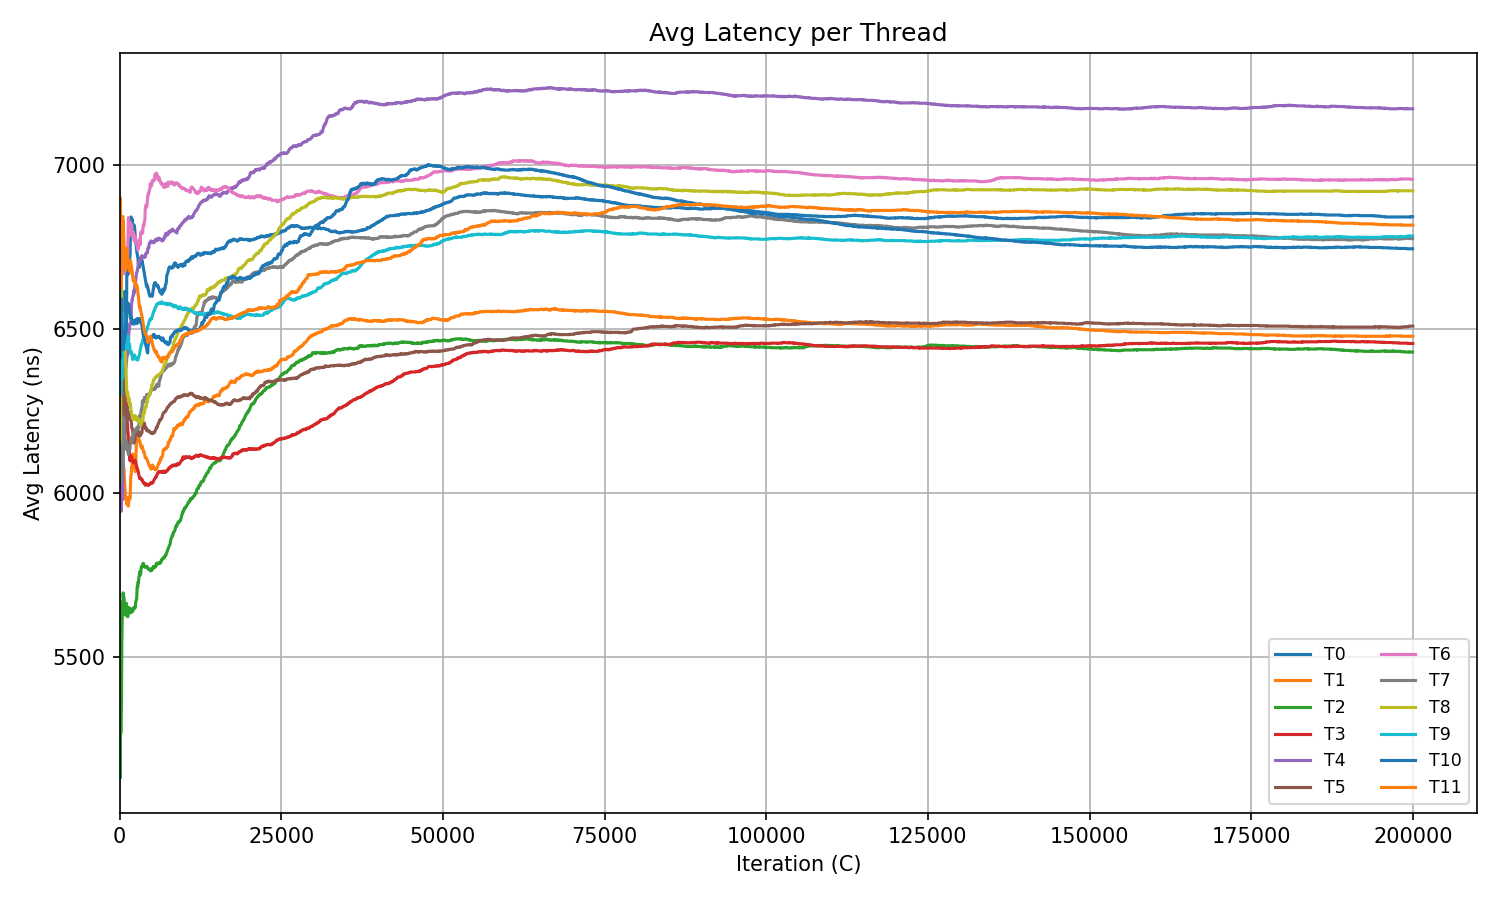 Avg Latency per Thread
Avg Latency (ns)
7000
6500
6000
5500
0 25000 50000 75000 100000 125000 150000 175000 200000
Iteration (C)
T0 T6
T1 T7
T2 T8
T3 T9
T4 T10
T5 T11